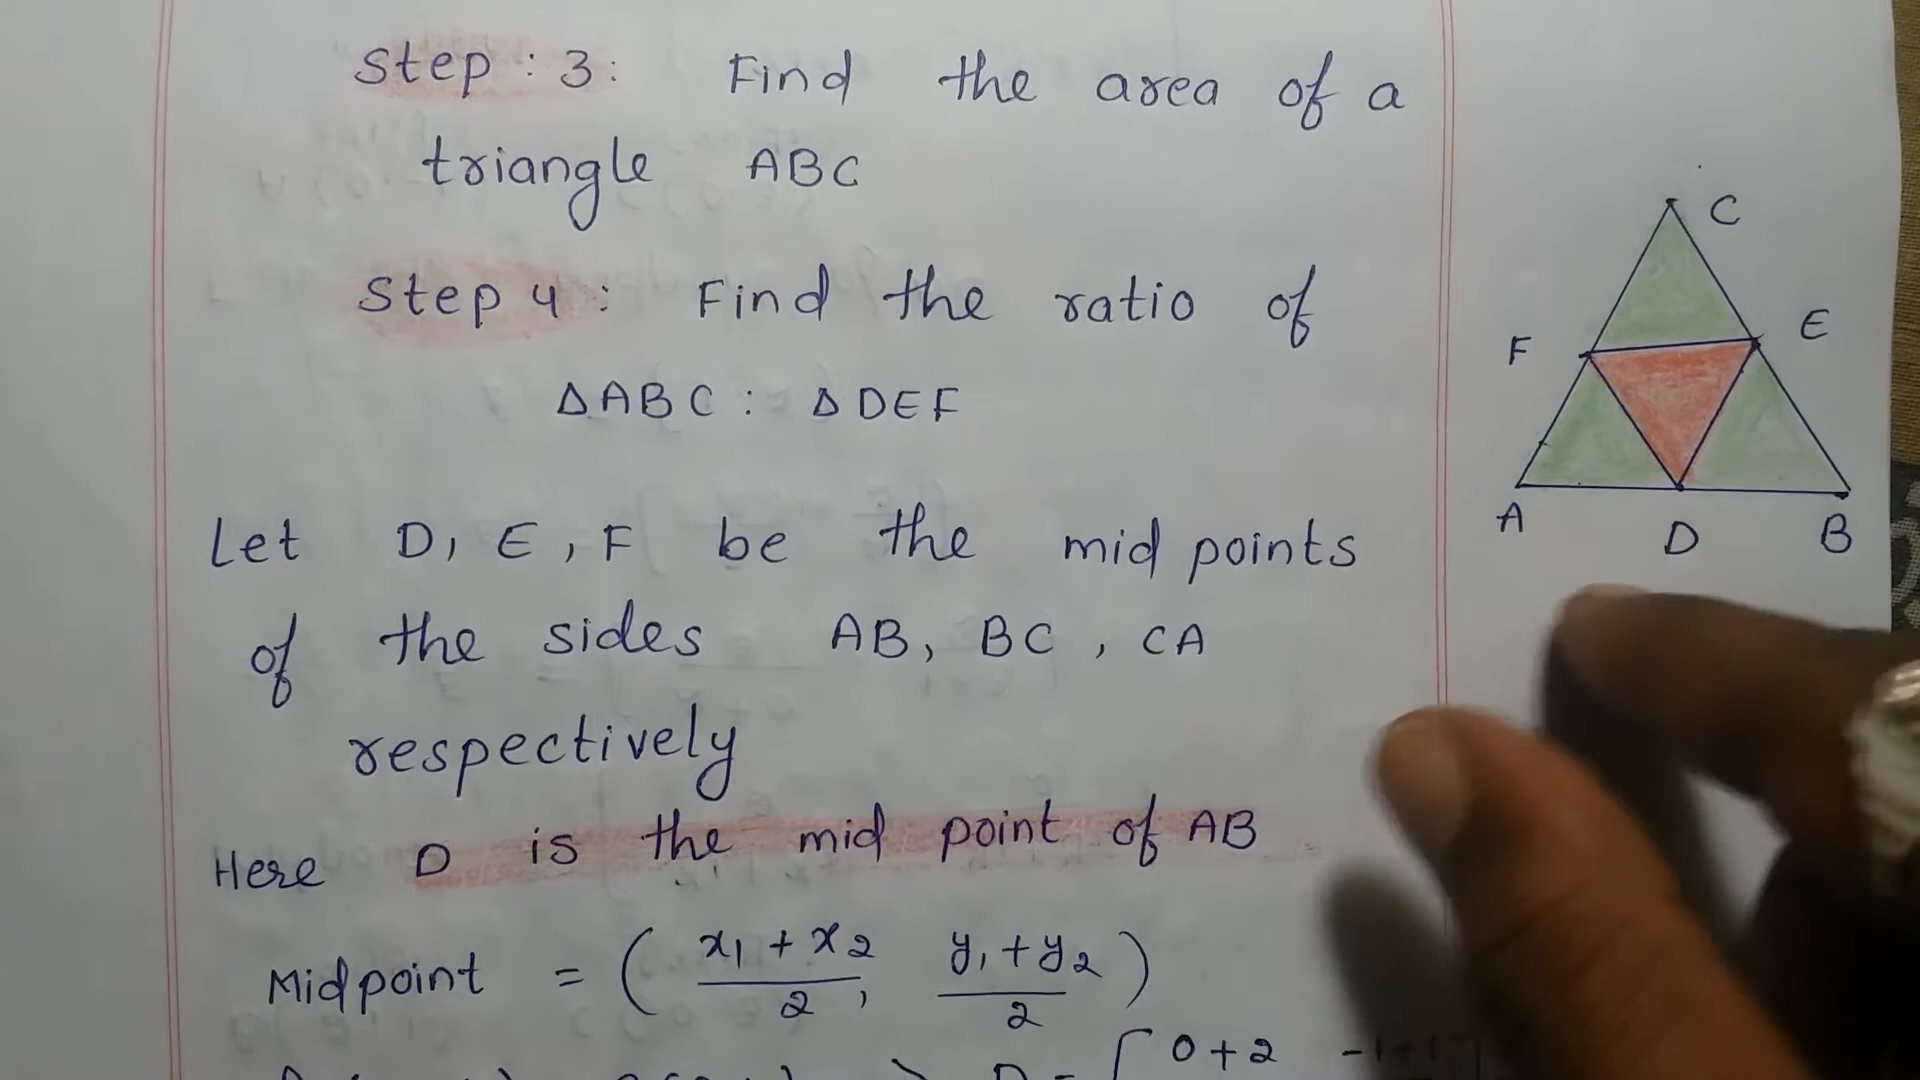 Step : 3: Find the area of a
triangle ABC
Step 4 : Find the ratio of
Δ ABC : Δ DEF
Let D, E, F be the mid points
of the sides AB, BC, CA
respectively
Here D is the mid point of AB
Midpoint = ( x1 + x2 / 2 , y1 + y2 / 2 )
0 + 2
C
F
E
A
D
B